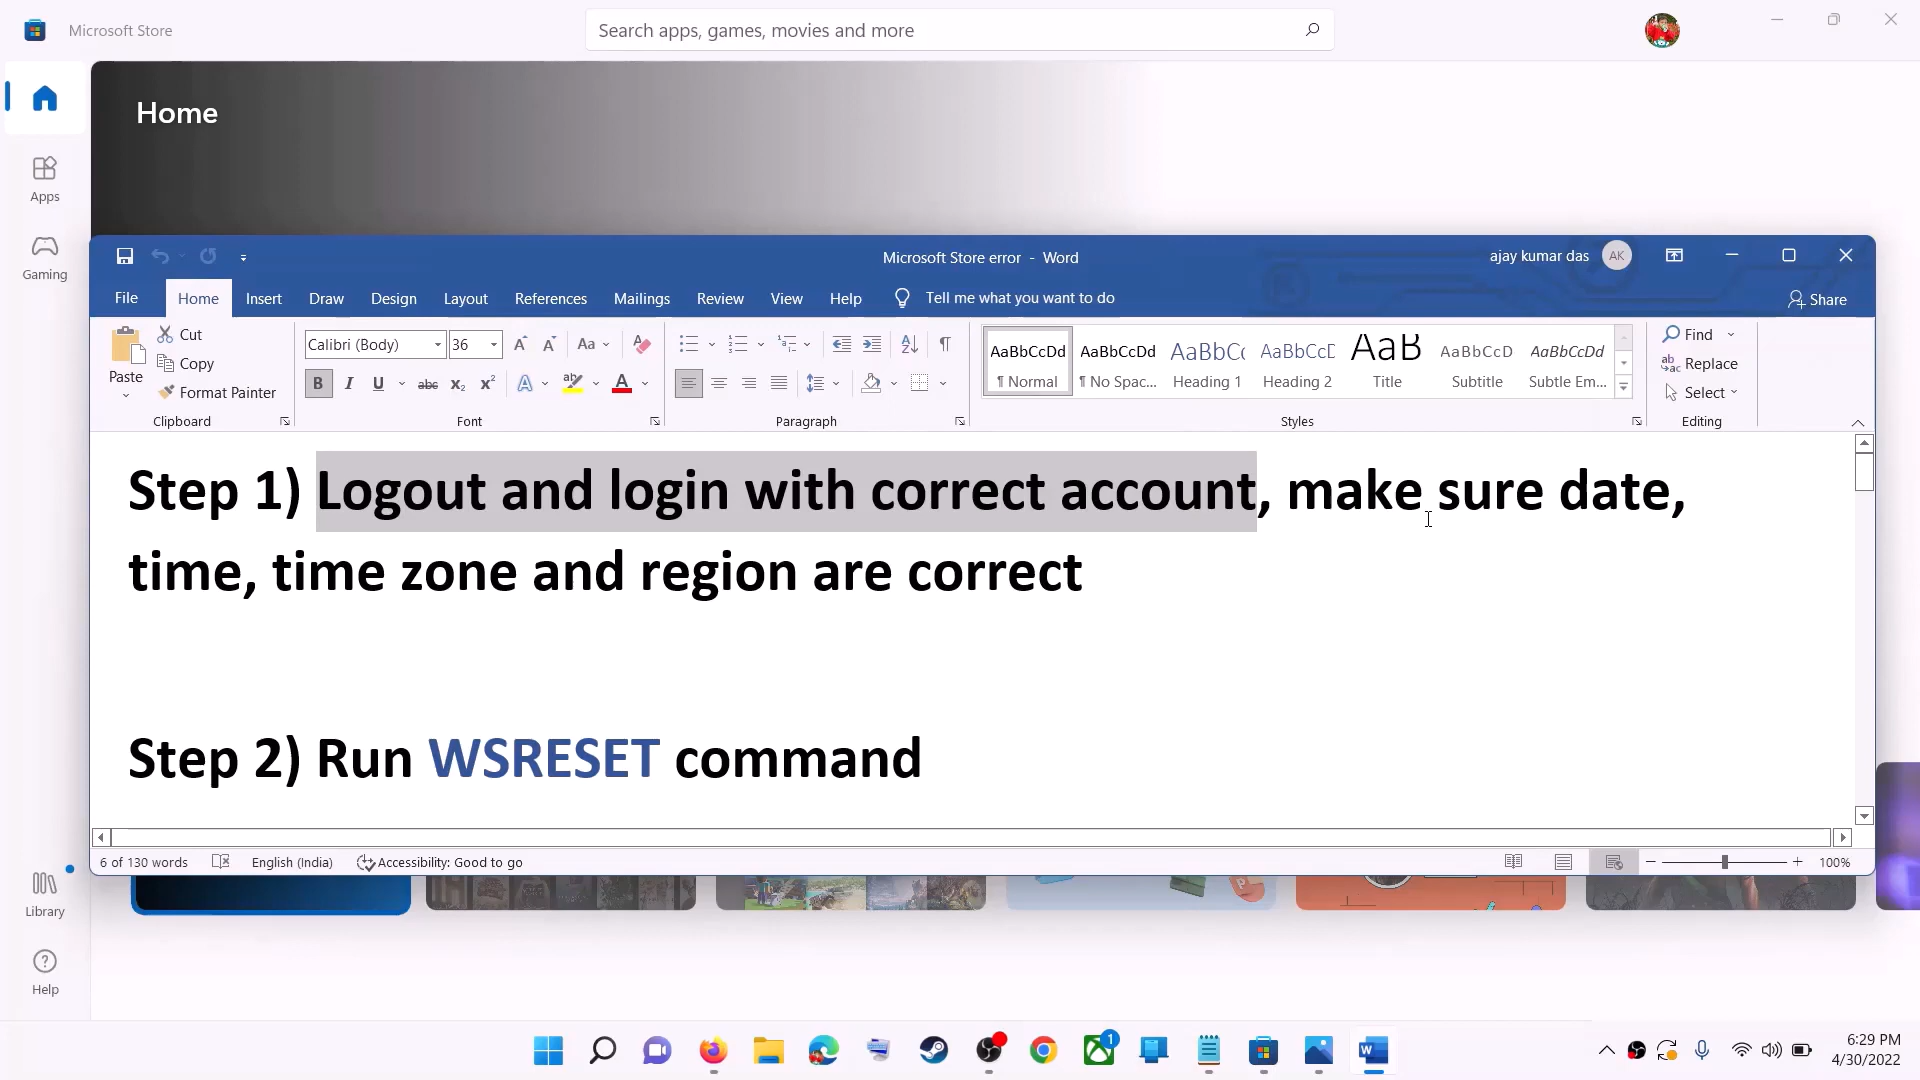 Microsoft Store
Search apps, games, movies and more
Home
Apps
Gaming
Library
Help
Microsoft Store error - Word
ajay kumar das
AK
File Home Insert Draw Design Layout References Mailings Review View Help Tell me what you want to do
Share
Paste
Cut
Copy
Format Painter
Clipboard
Calibri (Body) 36
Aa
B I U abc x₂ x² A ab A
Font
Paragraph
AaBbCcDd AaBbCcDd AaBbCc AaBbCcD AaB AaBbCcD AaBbCcDd
¶ Normal ¶ No Spac... Heading 1 Heading 2 Title Subtitle Subtle Em...
Styles
Find
Replace
Select
Editing
Step 1) Logout and login with correct account, make sure date,
time, time zone and region are correct
Step 2) Run WSRESET command
6 of 130 words English (India) Accessibility: Good to go 100%
1
6:29 PM
4/30/2022